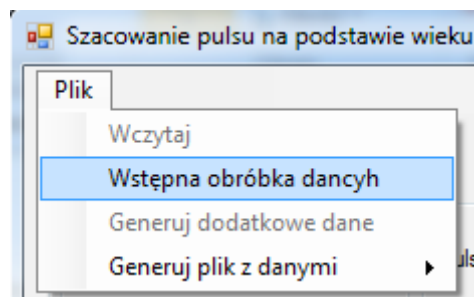 Szacowanie pulsu na podstawie wieku
Plik
Wczytaj
Wstępna obróbka dancyh
Generuj dodatkowe dane
Generuj plik z danymi